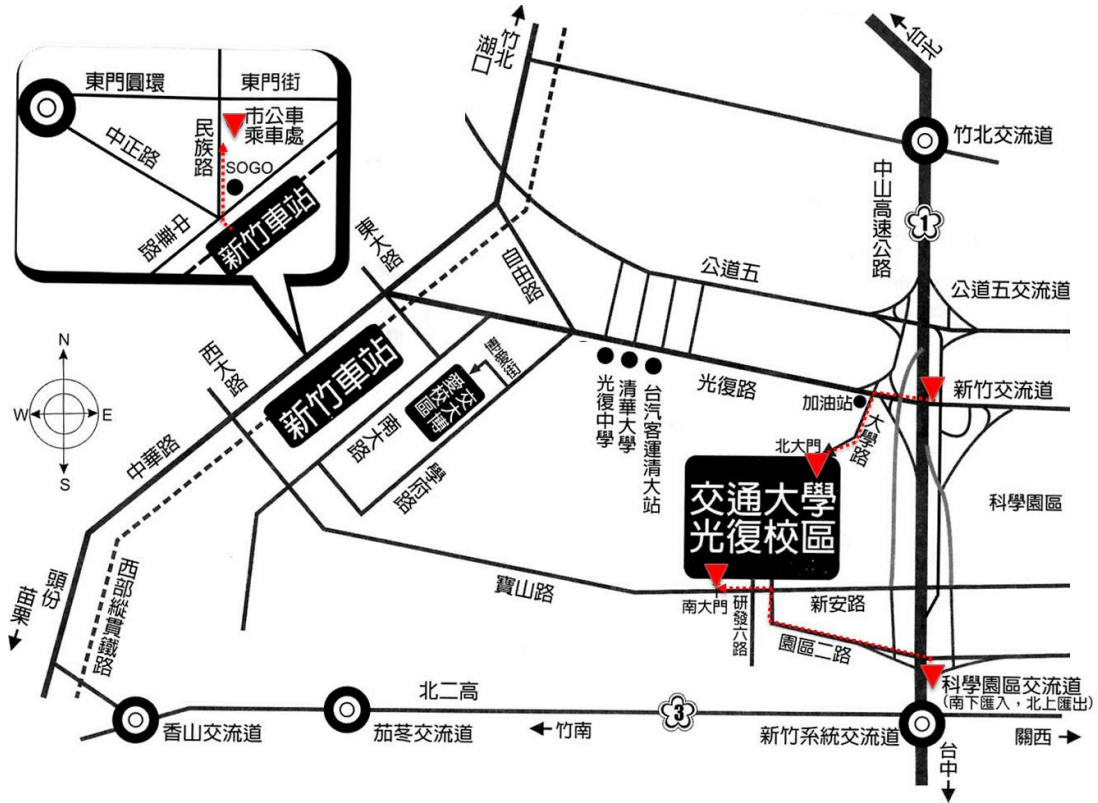 竹北
湖口
台北
竹北交流道
中山高速公路
1
東門圓環
東門街
市公車
乘車處
民族路
中正路
SOGO
中華路
新竹車站
東大路
自由路
公道五
公道五交流道
N
W
E
S
西大路
新竹車站
博愛街
交大博
愛校區
南大路
學府路
光復中學
清華大學
台汽客運清大站
光復路
加油站
大學路
新竹交流道
北大門
交通大學
光復校區
科學園區
中華路
頭份
苗栗
西部縱貫鐵路
寶山路
南大門
研發六路
新安路
園區二路
科學園區交流道
(南下匯入，北上匯出)
北二高
3
香山交流道
茄苳交流道
竹南
新竹系統交流道
關西
台中